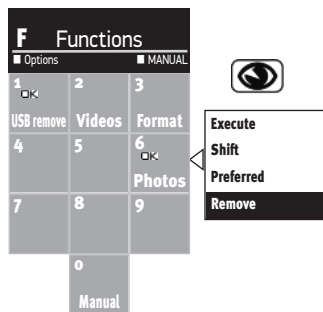 F Functions
Options MANUAL
1 2 3
OK
USB remove Videos Format
4 5 6
OK
Photos
7 8 9
0
Manual
Execute
Shift
Preferred
Remove